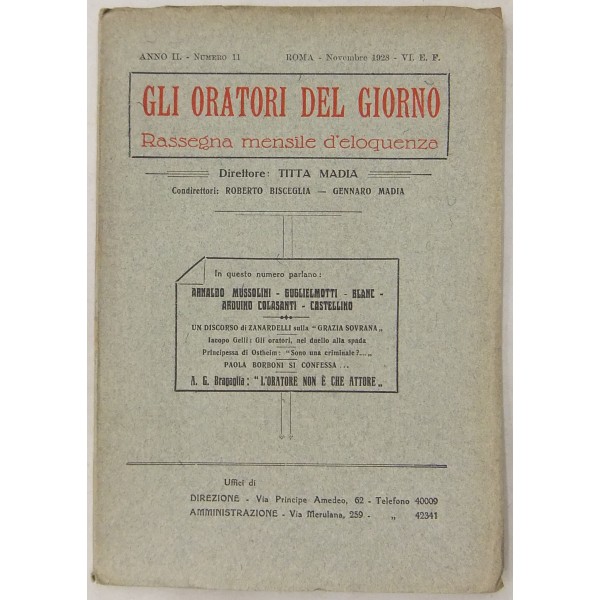 ANNO II. - NUMERO 11 ROMA - Novembre 1928 - VI. E. F.
GLI ORATORI DEL GIORNO
Rassegna mensile d'eloquenza
Direttore: TITTA MADIA
Condirettori: ROBERTO BISCEGLIA — GENNARO MADIA
In questo numero parlano:
ARNALDO MUSSOLINI - GUGLIELMOTTI - BLANC -
ARDUINO COLASANTI - CASTELLINO
UN DISCORSO di ZANARDELLI sulla "GRAZIA SOVRANA„
Iacopo Gelli: Gli oratori, nel duello alla spada
Principessa di Ostheim: "Sono una criminale?...„
PAOLA BORBONI SI CONFESSA...
A. G. Bragaglia: "L'ORATORE NON È CHE ATTORE„
Uffici di
DIREZIONE - Via Principe Amedeo, 62 - Telefono 40009
AMMINISTRAZIONE - Via Merulana, 259 - „ 42341